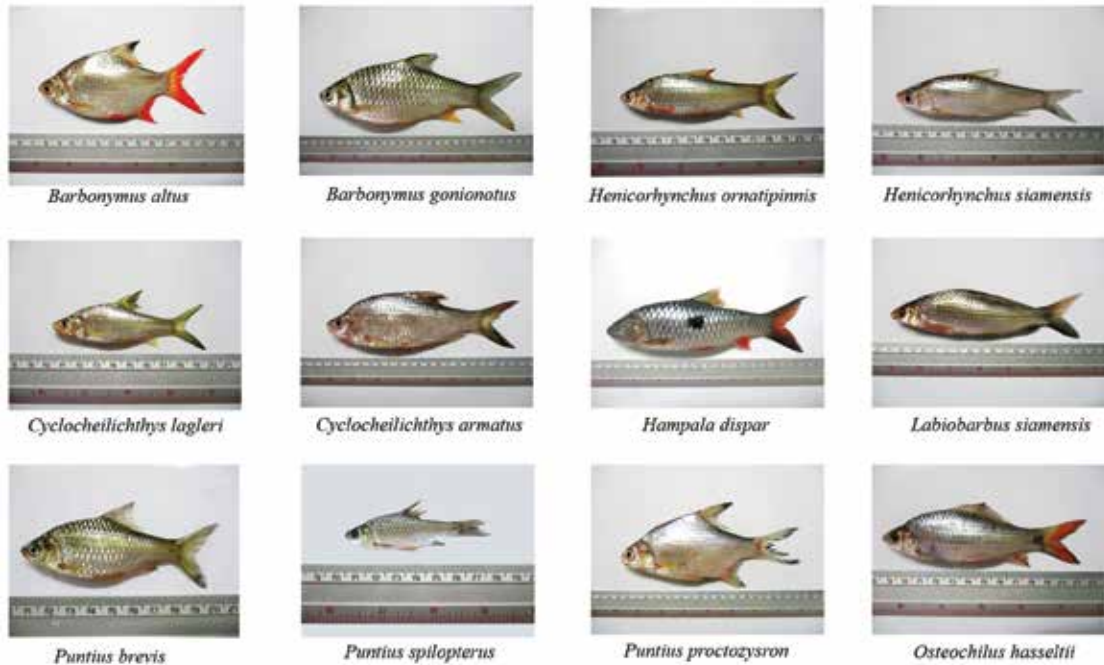 Barbonymus altus
Barbonymus gonionotus
Henicorhynchus ornatipinnis
Henicorhynchus siamensis
Cyclocheilichthys lagleri
Cyclocheilichthys armatus
Hampala dispar
Labiobarbus siamensis
Puntius brevis
Puntius spilopterus
Puntius proctozysron
Osteochilus hasseltii